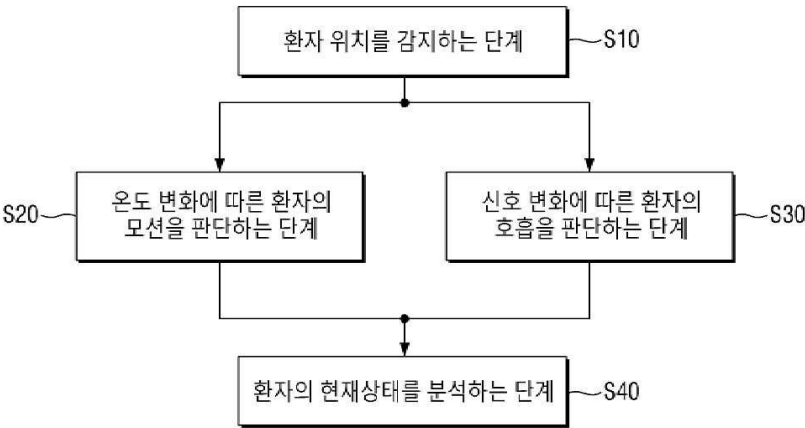 환자 위치를 감지하는 단계
S10
S20
온도 변화에 따른 환자의
모션을 판단하는 단계
신호 변화에 따른 환자의
호흡을 판단하는 단계
S30
환자의 현재상태를 분석하는 단계
S40